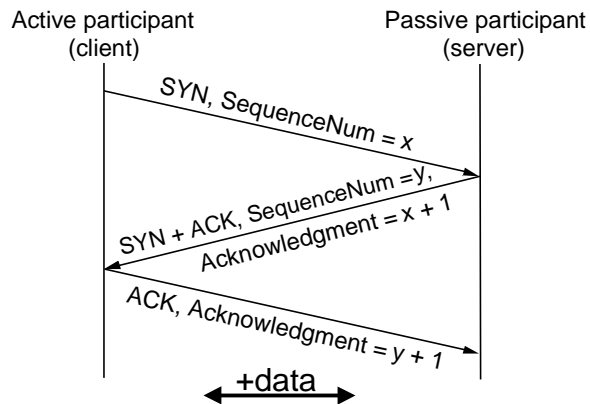 Active participant
(client)
Passive participant
(server)
SYN, SequenceNum = x
SYN + ACK, SequenceNum =y,
Acknowledgment = x + 1
ACK, Acknowledgment = y + 1
+data